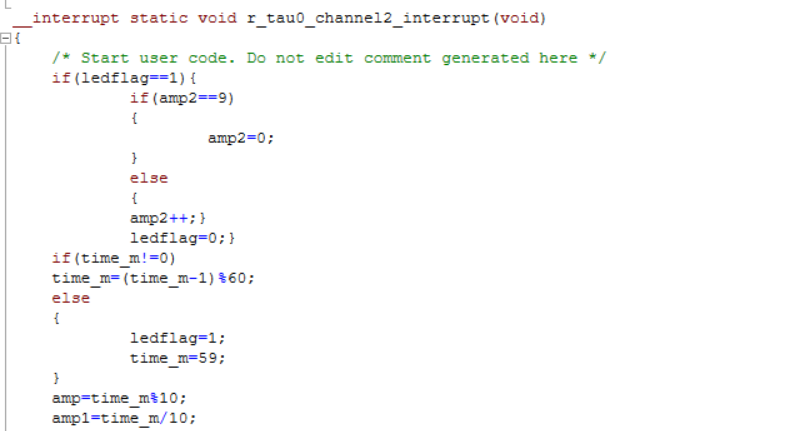 __interrupt static void r_tau0_channel2_interrupt(void)
{
/* Start user code. Do not edit comment generated here */
if(ledflag==1){
if(amp2==9)
{
amp2=0;
}
else
{
amp2++;}
ledflag=0;}
if(time_m!=0)
time_m=(time_m-1)%60;
else
{
ledflag=1;
time_m=59;
}
amp=time_m%10;
amp1=time_m/10;